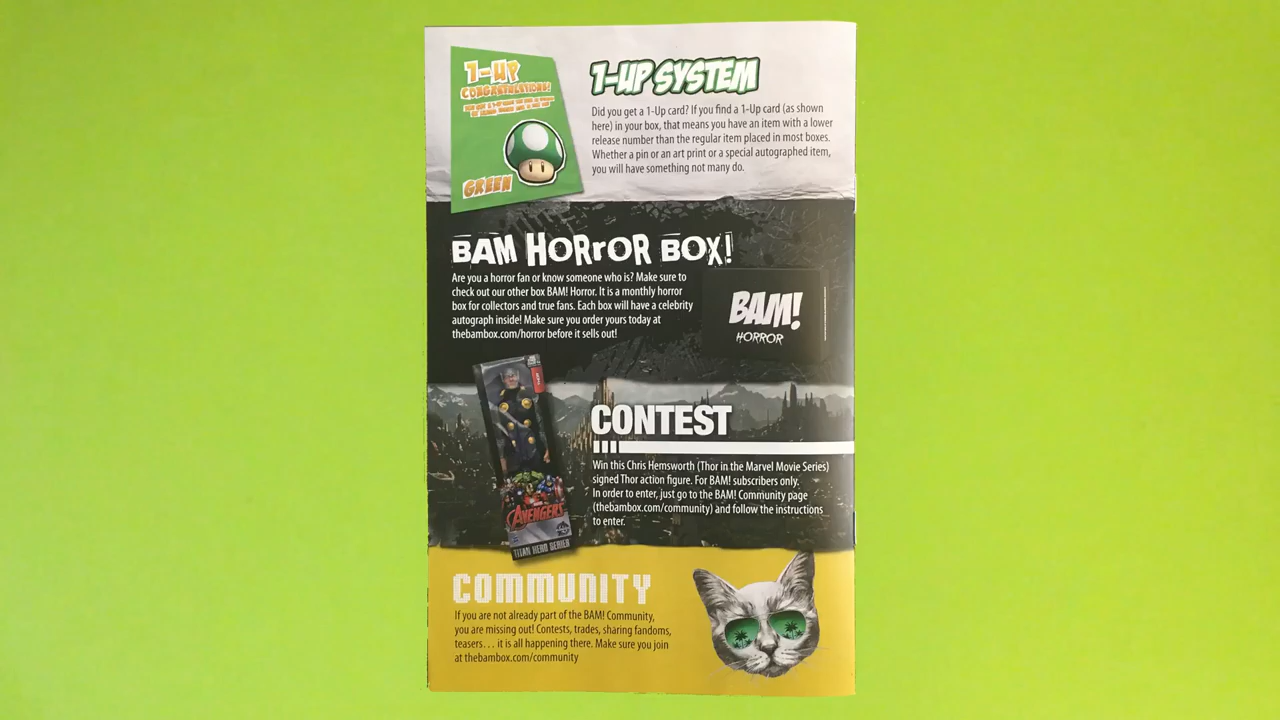 1-UP
CONGRATULATIONS!
GREEN
1-UP SYSTEM
Did you get a 1-Up card? If you find a 1-Up card (as shown
here) in your box, that means you have an item with a lower
release number than the regular item placed in most boxes.
Whether a pin or an art print or a special autographed item,
you will have something not many do.
BAM HORrOR BOX!
Are you a horror fan or know someone who is? Make sure to
check out our other box BAM! Horror. It is a monthly horror
box for collectors and true fans. Each box will have a celebrity
autograph inside! Make sure you order yours today at
thebambox.com/horror before it sells out!
BAM!
HORROR
CONTEST
Win this Chris Hemsworth (Thor in the Marvel Movie Series)
signed Thor action figure. For BAM! subscribers only.
In order to enter, just go to the BAM! Community page
(thebambox.com/community) and follow the instructions
to enter.
AVENGERS
TITAN HERO SERIES
COMMUNITY
If you are not already part of the BAM! Community,
you are missing out! Contests, trades, sharing fandoms,
teasers… it is all happening there. Make sure you join
at thebambox.com/community